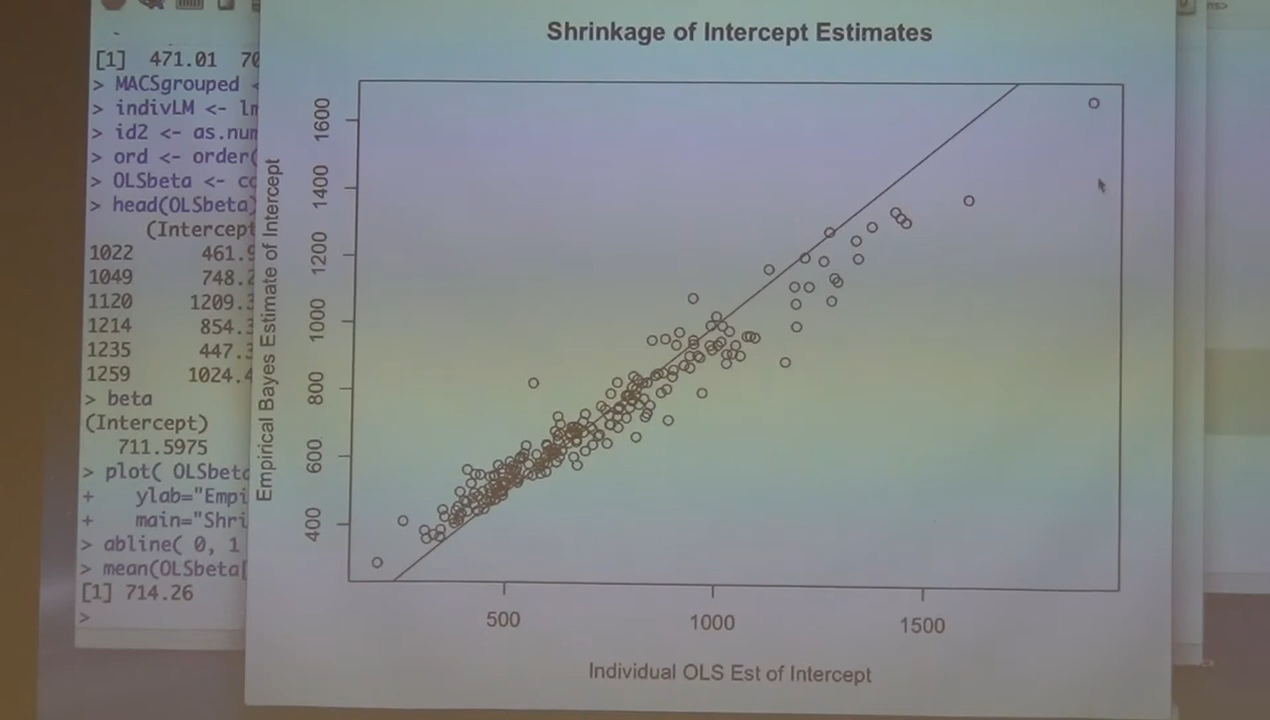 Shrinkage of Intercept Estimates
[1] 471.01 70
> MACSgrouped <
> indivLM <- lm
> id2 <- as.num
> ord <- order(
> OLSbeta <- co
> head(OLSbeta)
(Intercept
1022 461.9
1049 748.2
1120 1209.3
1214 854.3
1235 447.3
1259 1024.4
> beta
(Intercept)
711.5975
> plot( OLSbeta
+ ylab="Empi
+ main="Shri
> abline( 0, 1
> mean(OLSbeta[
[1] 714.26
>
Empirical Bayes Estimate of Intercept
1600
1400
1200
1000
800
600
400
500 1000 1500
Individual OLS Est of Intercept